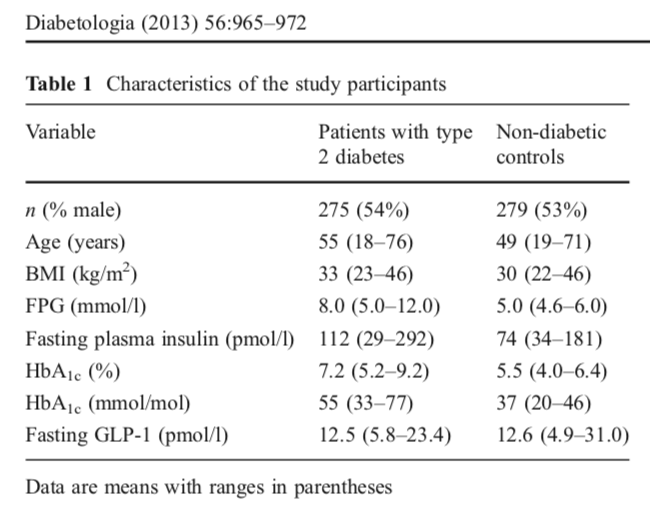 Diabetologia (2013) 56:965–972
Table 1 Characteristics of the study participants
Variable Patients with type 2 diabetes Non-diabetic controls
n (% male) 275 (54%) 279 (53%)
Age (years) 55 (18–76) 49 (19–71)
BMI (kg/m²) 33 (23–46) 30 (22–46)
FPG (mmol/l) 8.0 (5.0–12.0) 5.0 (4.6–6.0)
Fasting plasma insulin (pmol/l) 112 (29–292) 74 (34–181)
HbA1c (%) 7.2 (5.2–9.2) 5.5 (4.0–6.4)
HbA1c (mmol/mol) 55 (33–77) 37 (20–46)
Fasting GLP-1 (pmol/l) 12.5 (5.8–23.4) 12.6 (4.9–31.0)
Data are means with ranges in parentheses